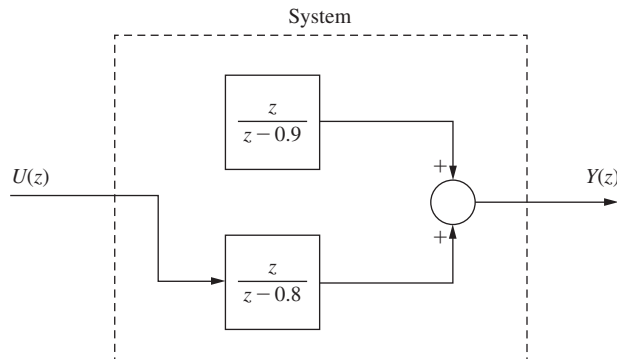 System
z
z − 0.9
+
U(z)
Y(z)
+
z
z − 0.8